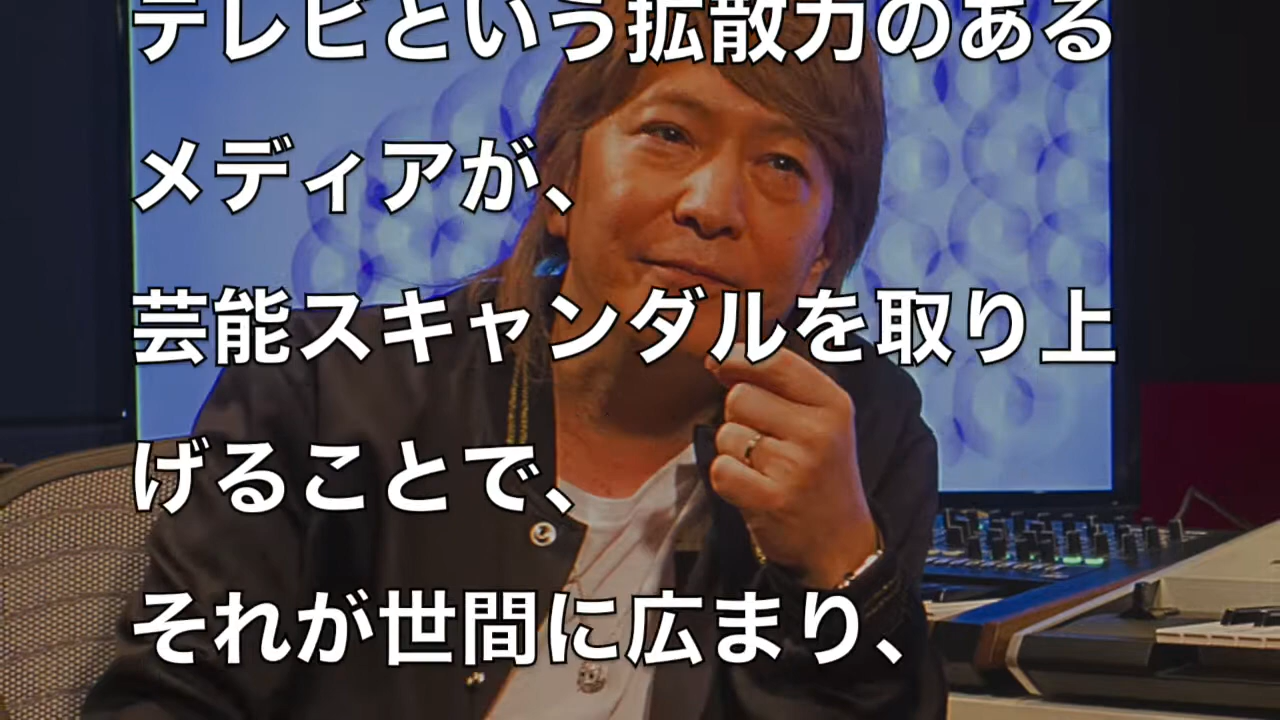 テレビという拡散力のある
メディアが、
芸能スキャンダルを取り上
げることで、
それが世間に広まり、